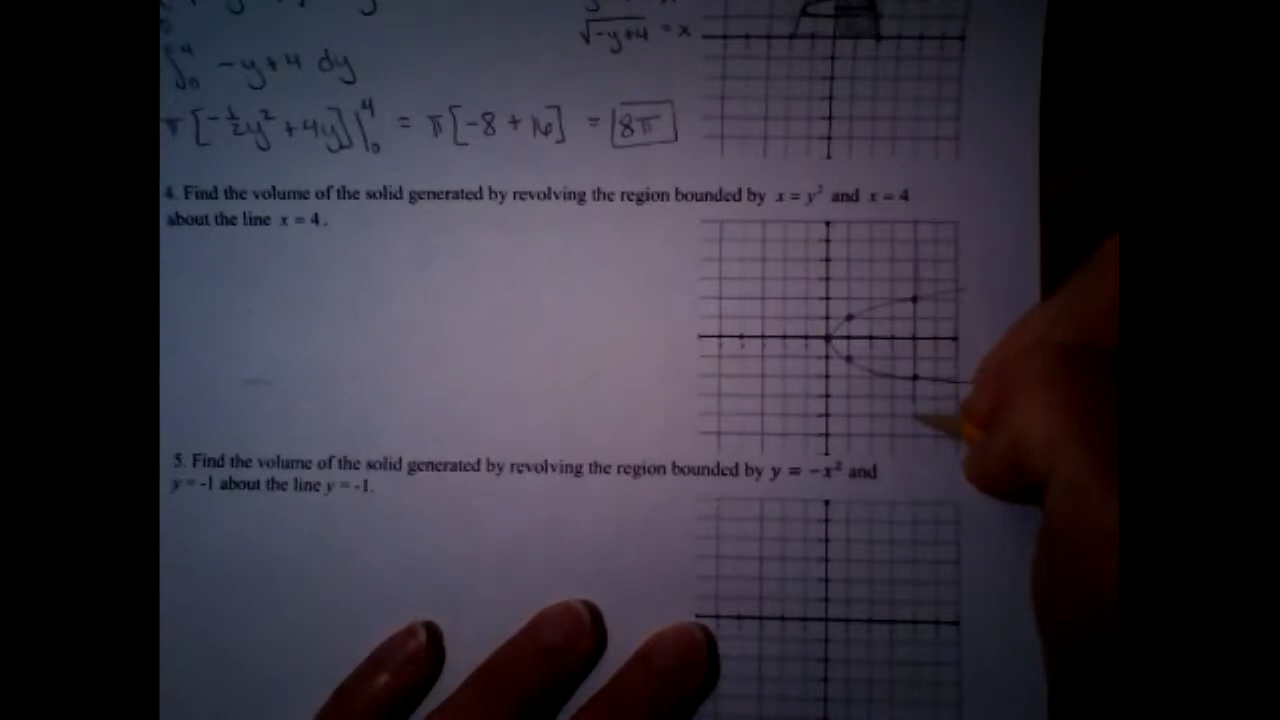 √-y+4 = x
∫₀⁴ -y+4 dy
π[-½y²+4y]|₀⁴ = π[-8+16] = 8π
4. Find the volume of the solid generated by revolving the region bounded by x = y² and x = 4
about the line x = 4.
5. Find the volume of the solid generated by revolving the region bounded by y = -x² and
y = -1 about the line y = -1.